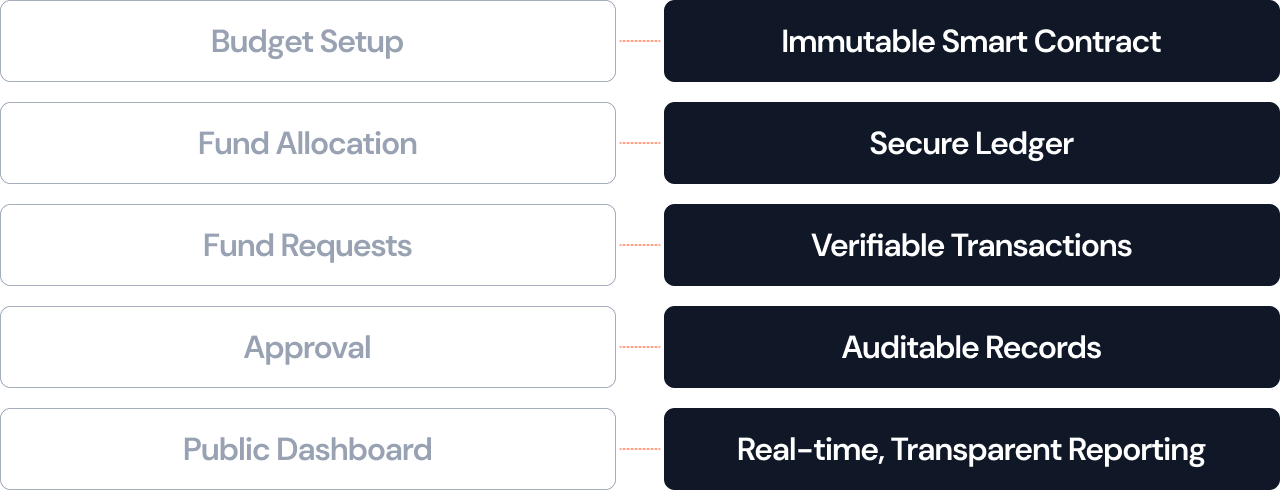 Budget Setup
Immutable Smart Contract
Fund Allocation
Secure Ledger
Fund Requests
Verifiable Transactions
Approval
Auditable Records
Public Dashboard
Real-time, Transparent Reporting